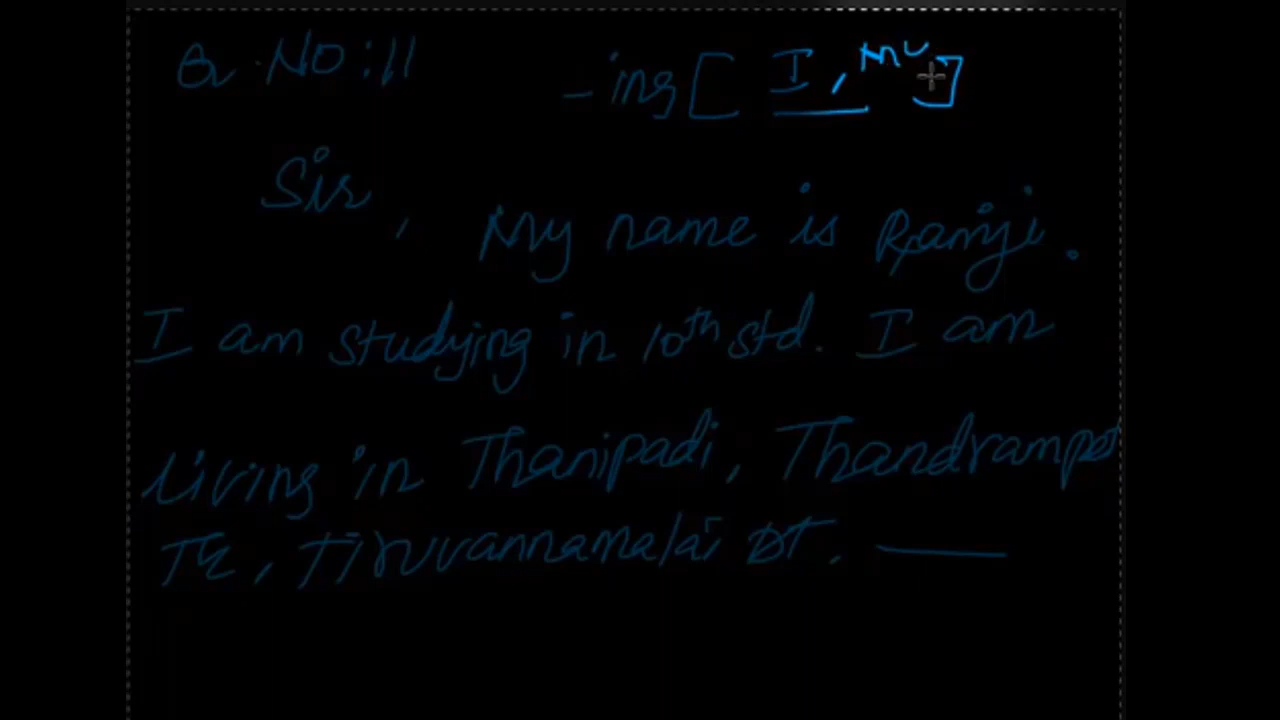 Q. No : 11
- ing [ I, My ]
Sir,
My name is Ramji.
I am studying in 10th std. I am
living in Thanipadi, Thandrampet
TK, Tiruvannamalai DT. —